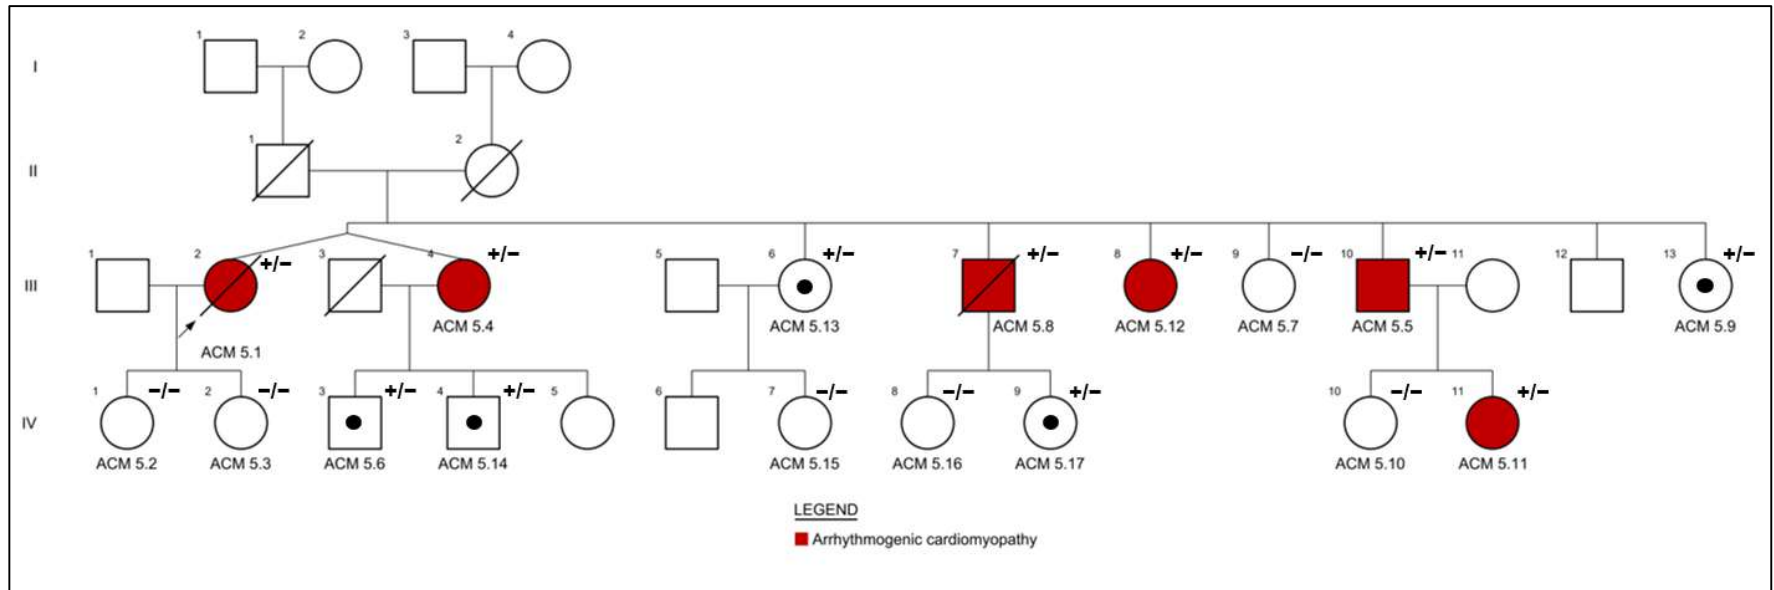 1 2 3 4
I
1 2
II
1 2 +/− 3 4 +/− 5 6 +/− 7 +/− 8 +/− 9 −/− 10 +/− 11 12 13 +/−
III
ACM 5.4 ACM 5.13 ACM 5.8 ACM 5.12 ACM 5.7 ACM 5.5 ACM 5.9
ACM 5.1
1 −/− 2 −/− 3 +/− 4 +/− 5 6 7 −/− 8 −/− 9 +/− 10 −/− 11 +/−
IV
ACM 5.2 ACM 5.3 ACM 5.6 ACM 5.14 ACM 5.15 ACM 5.16 ACM 5.17 ACM 5.10 ACM 5.11
LEGEND
Arrhythmogenic cardiomyopathy